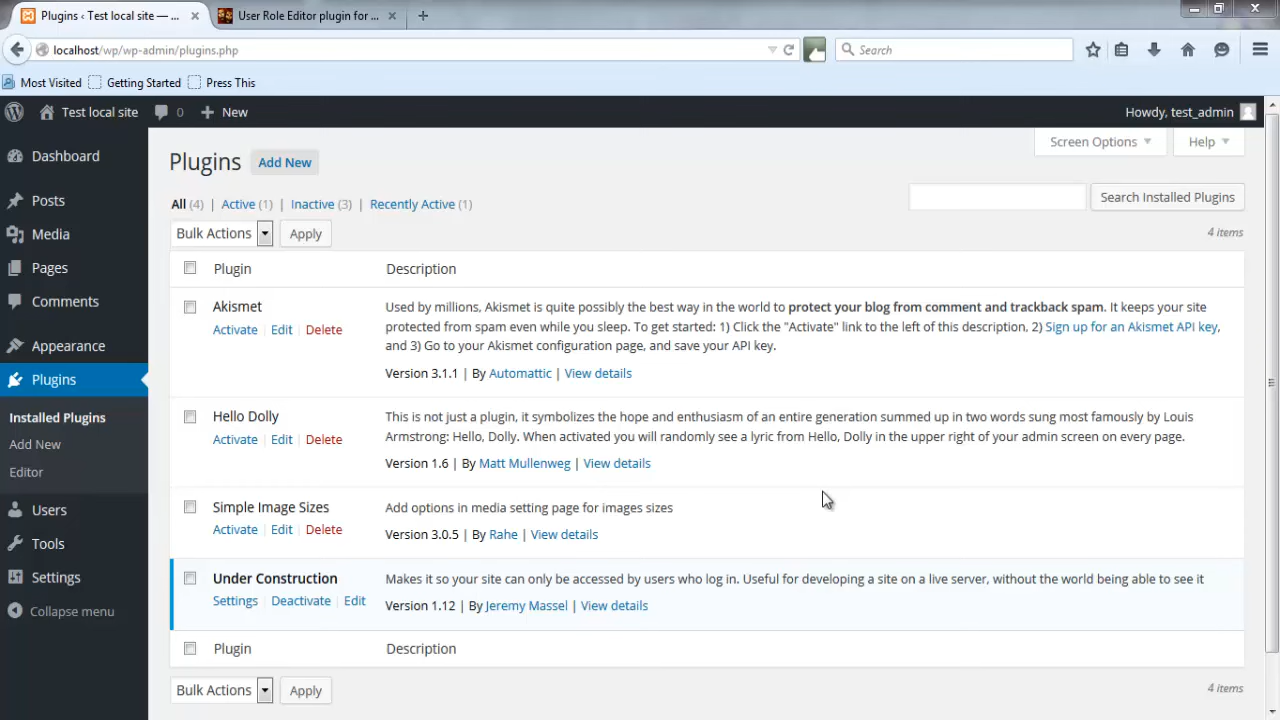 Plugins ‹ Test local site — ...
User Role Editor plugin for ...
localhost/wp/wp-admin/plugins.php
Search
Most Visited
Getting Started
Press This
Test local site
0
New
Howdy, test_admin
Dashboard
Posts
Media
Pages
Comments
Appearance
Plugins
Installed Plugins
Add New
Editor
Users
Tools
Settings
Collapse menu
Screen Options
Help
Plugins Add New
All (4) | Active (1) | Inactive (3) | Recently Active (1)
Search Installed Plugins
Bulk Actions Apply
4 items
Plugin Description
Akismet
Activate | Edit | Delete
Used by millions, Akismet is quite possibly the best way in the world to protect your blog from comment and trackback spam. It keeps your site
protected from spam even while you sleep. To get started: 1) Click the "Activate" link to the left of this description, 2) Sign up for an Akismet API key,
and 3) Go to your Akismet configuration page, and save your API key.
Version 3.1.1 | By Automattic | View details
Hello Dolly
Activate | Edit | Delete
This is not just a plugin, it symbolizes the hope and enthusiasm of an entire generation summed up in two words sung most famously by Louis
Armstrong: Hello, Dolly. When activated you will randomly see a lyric from Hello, Dolly in the upper right of your admin screen on every page.
Version 1.6 | By Matt Mullenweg | View details
Simple Image Sizes
Activate | Edit | Delete
Add options in media setting page for images sizes
Version 3.0.5 | By Rahe | View details
Under Construction
Settings | Deactivate | Edit
Makes it so your site can only be accessed by users who log in. Useful for developing a site on a live server, without the world being able to see it
Version 1.12 | By Jeremy Massel | View details
Plugin Description
Bulk Actions Apply
4 items